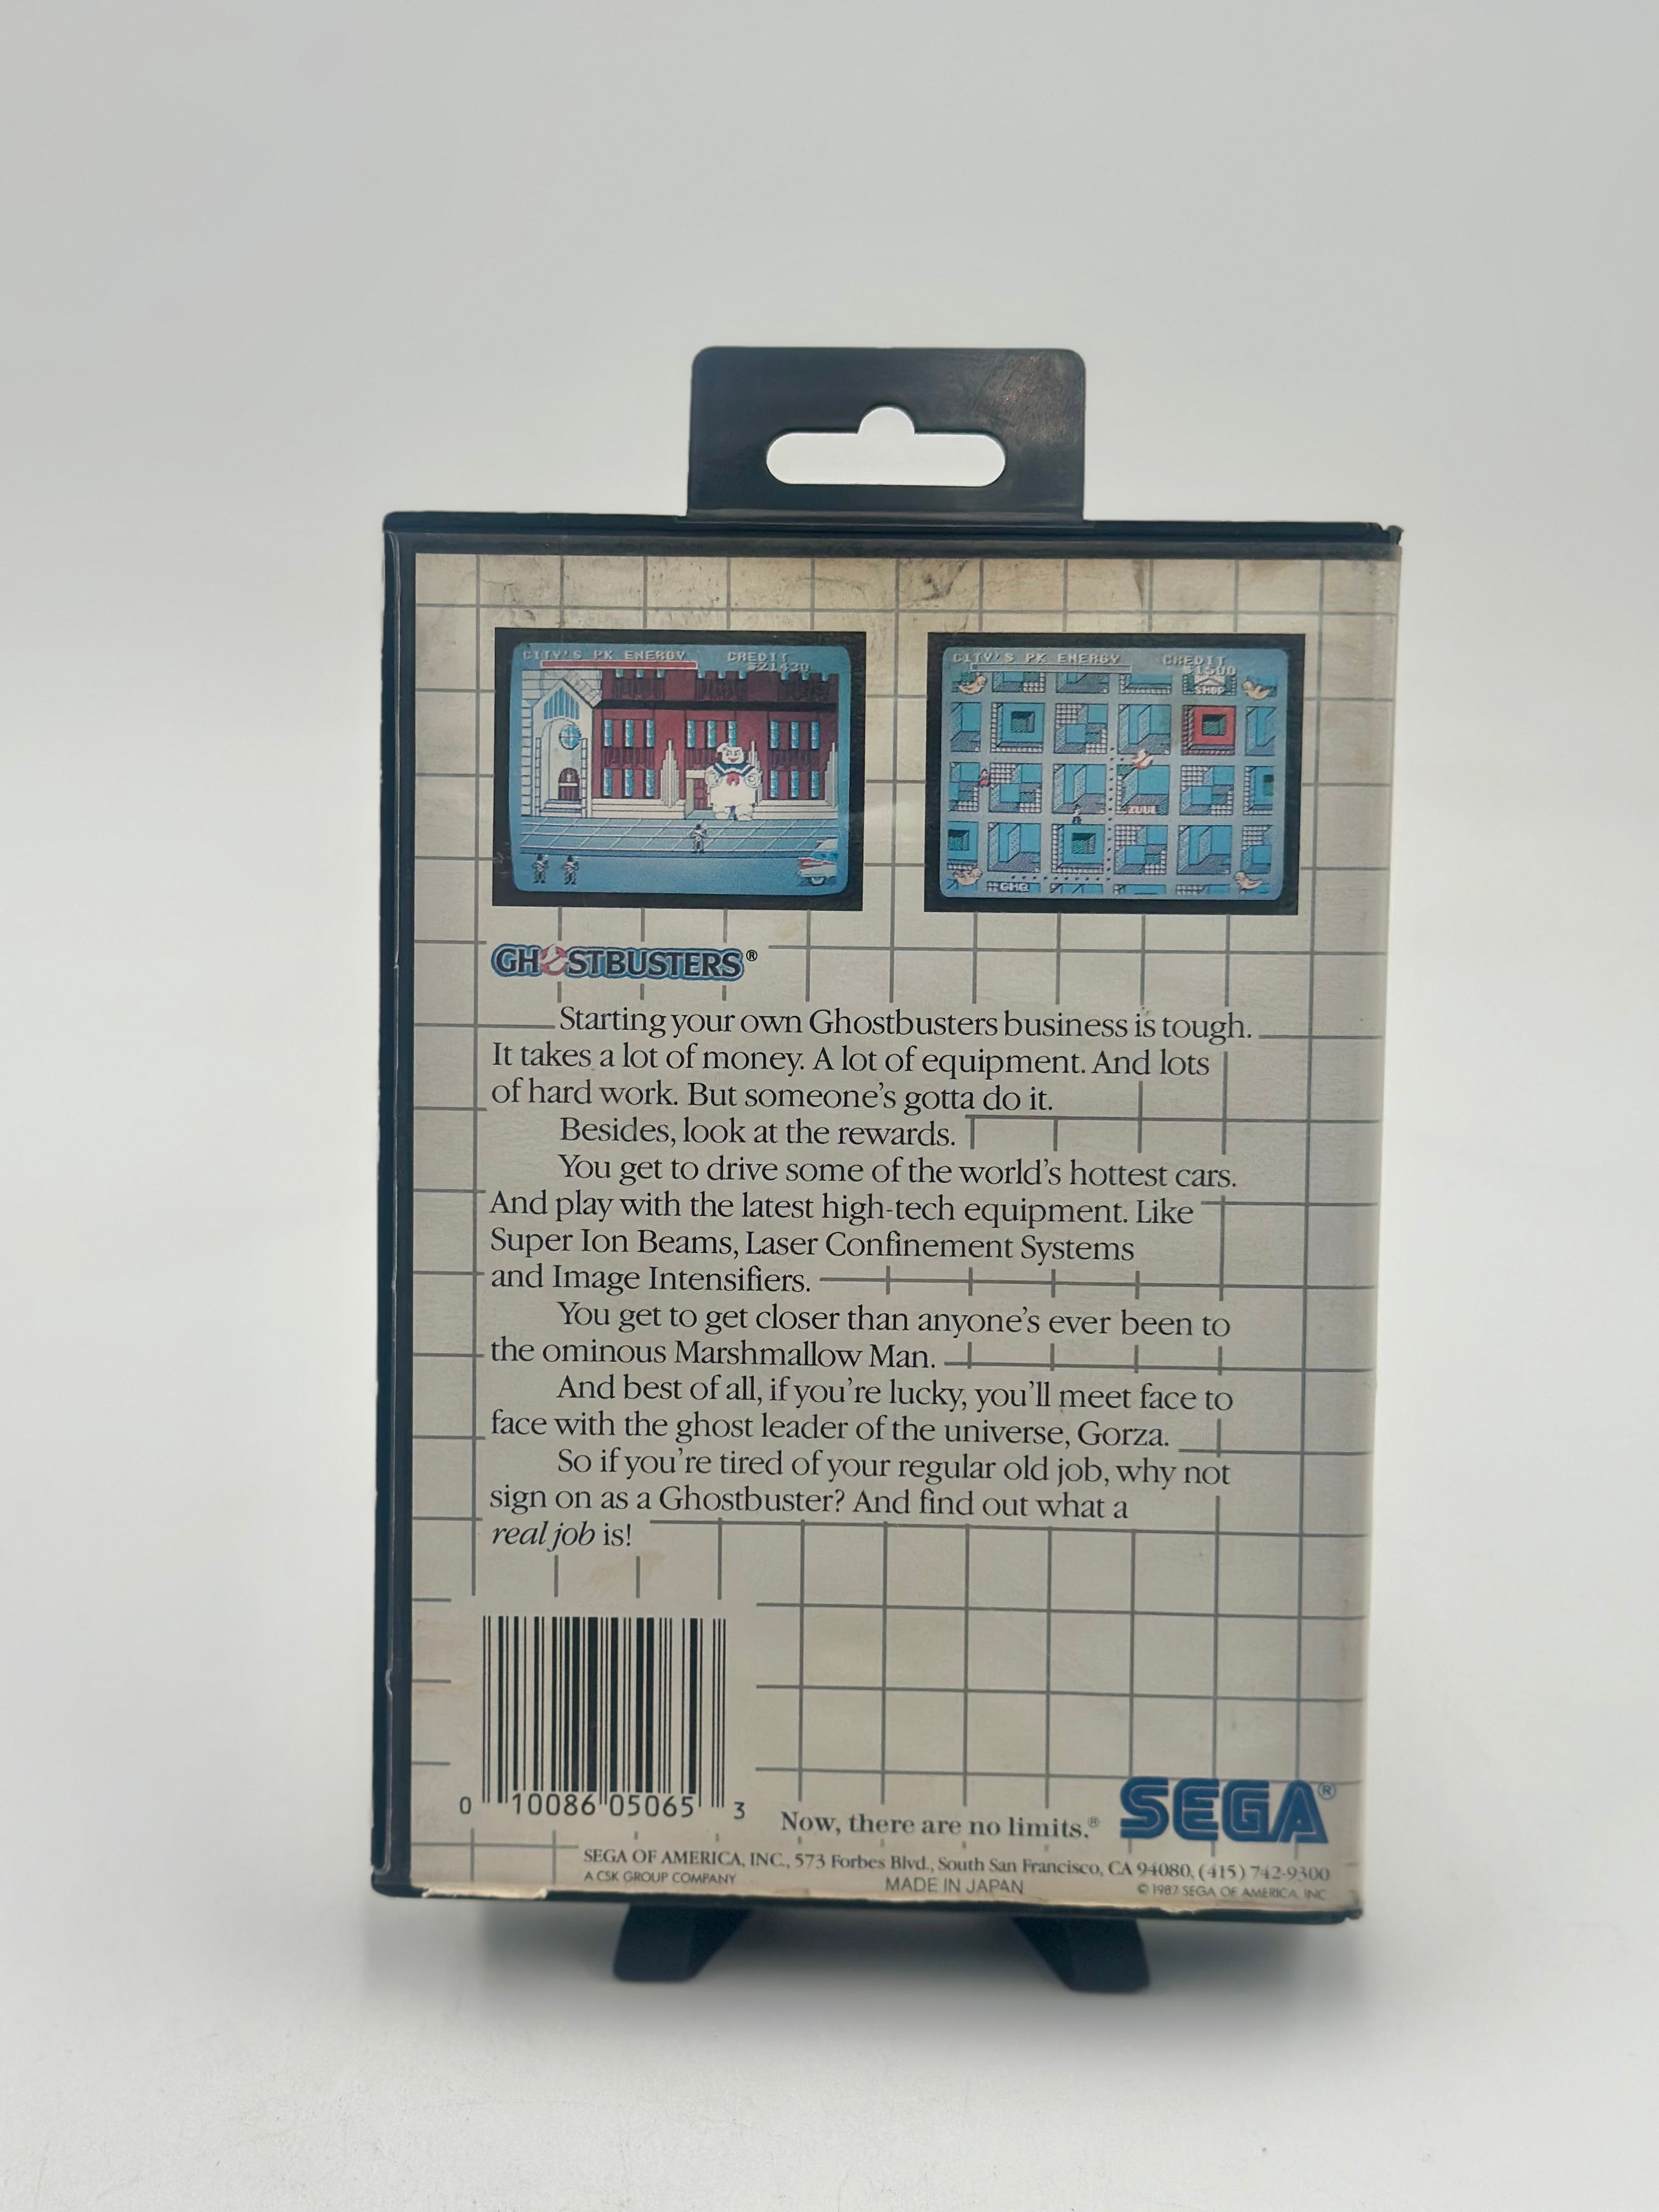 CITY'S PK ENERGY CREDIT
$21430
CITY'S PK ENERGY CREDIT
$1500
SHOP
ZUUL
GHQ
GHOSTBUSTERS®
Starting your own Ghostbusters business is tough.
It takes a lot of money. A lot of equipment. And lots
of hard work. But someone's gotta do it.
Besides, look at the rewards.
You get to drive some of the world's hottest cars.
And play with the latest high-tech equipment. Like
Super Ion Beams, Laser Confinement Systems
and Image Intensifiers.
You get to get closer than anyone's ever been to
the ominous Marshmallow Man.
And best of all, if you're lucky, you'll meet face to
face with the ghost leader of the universe, Gorza.
So if you're tired of your regular old job, why not
sign on as a Ghostbuster? And find out what a
real job is!
0 10086 05065 3
Now, there are no limits.® SEGA®
SEGA OF AMERICA, INC., 573 Forbes Blvd., South San Francisco, CA 94080, (415) 742-9300
A CSK GROUP COMPANY MADE IN JAPAN © 1987 SEGA OF AMERICA, INC